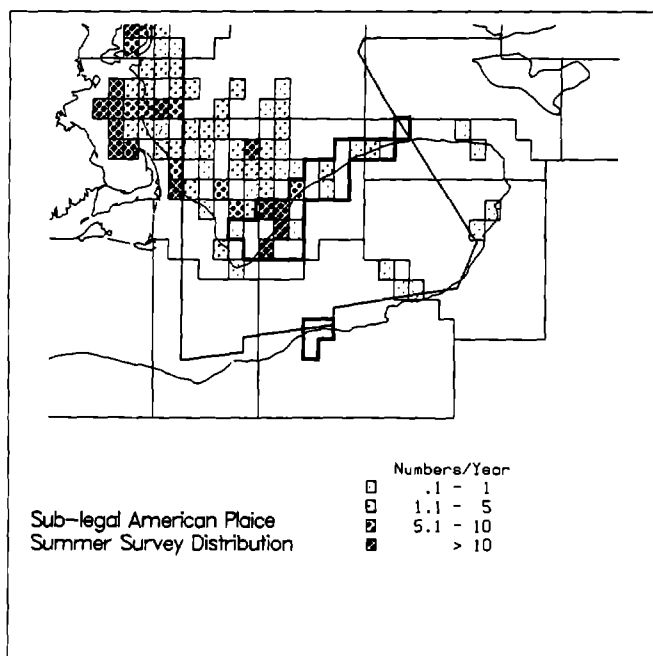 Numbers/Year
.1 - 1
1.1 - 5
5.1 - 10
> 10
Sub-legal American Plaice
Summer Survey Distribution